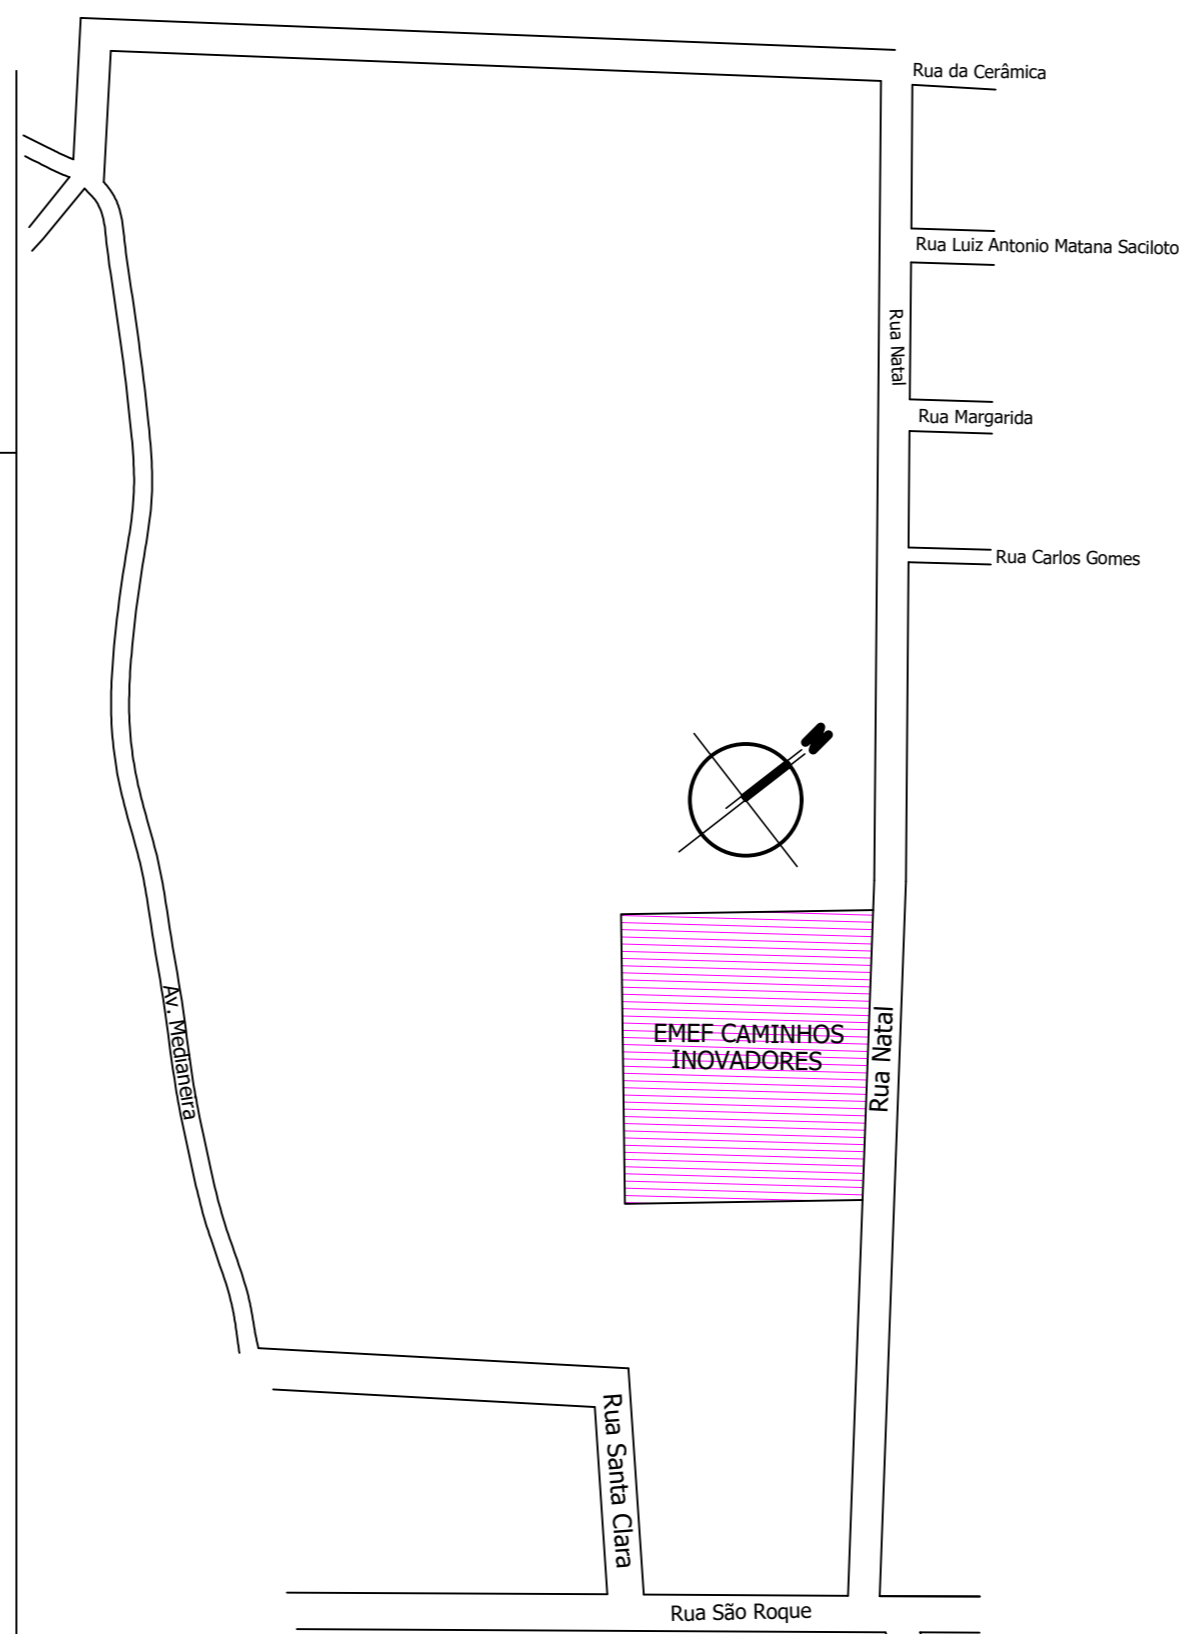 Rua da Cerâmica
Rua Luiz Antonio Matana Saciloto
Rua Natal
Rua Margarida
Rua Carlos Gomes
N
EMEF CAMINHOS
INOVADORES
Rua Natal
Av. Medianeira
Rua Santa Clara
Rua São Roque